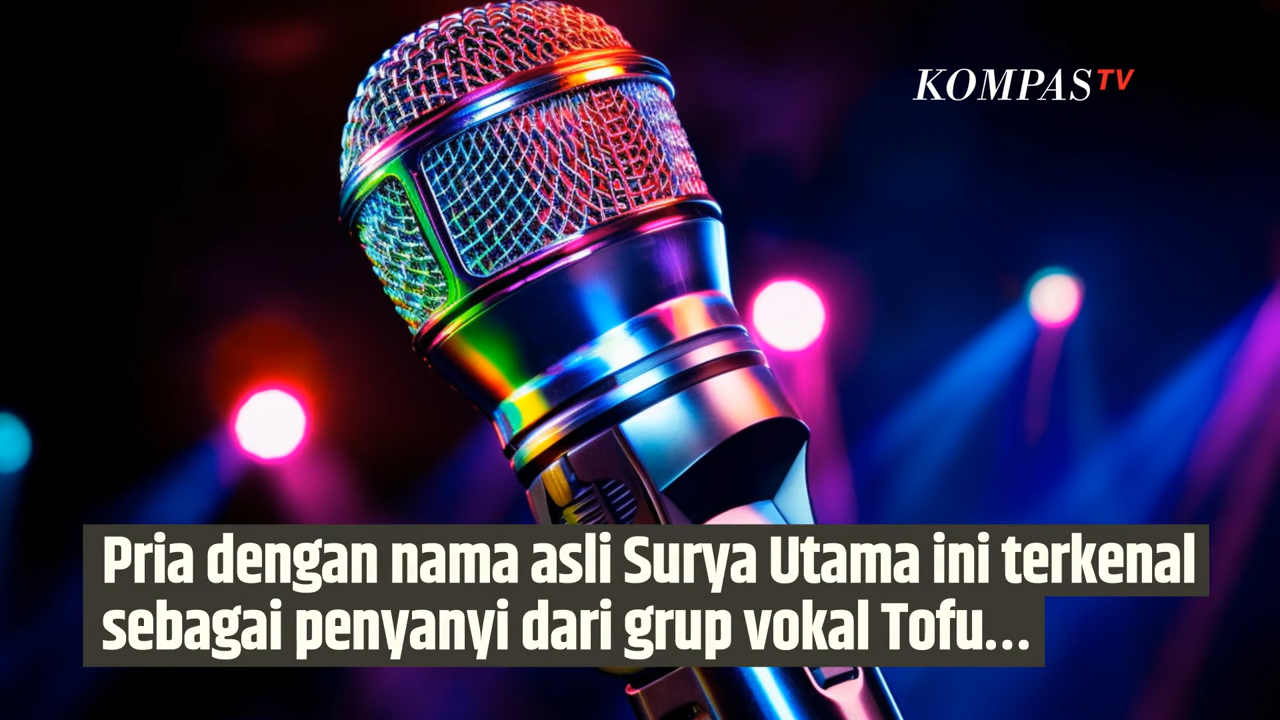 KOMPASTV
Pria dengan nama asli Surya Utama ini terkenal
sebagai penyanyi dari grup vokal Tofu...